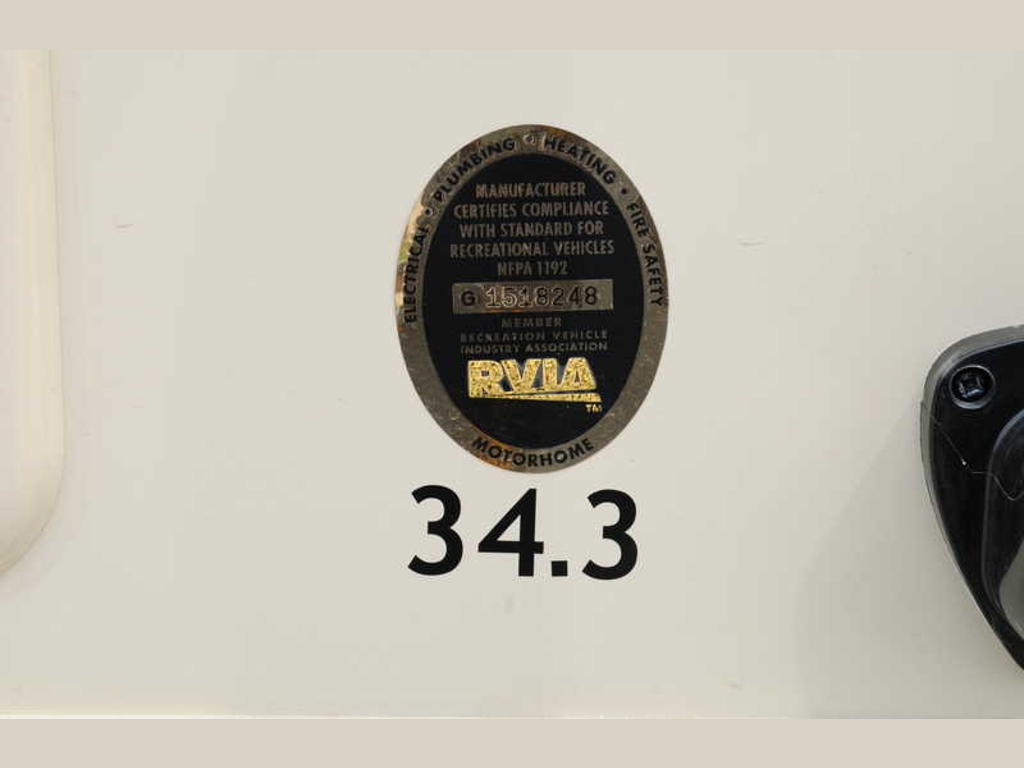 ELECTRICAL • PLUMBING • HEATING • FIRE SAFETY
MANUFACTURER
CERTIFIES COMPLIANCE
WITH STANDARD FOR
RECREATIONAL VEHICLES
NFPA 1192
G 1518248
MEMBER
RECREATION VEHICLE
INDUSTRY ASSOCIATION
RVIA
TM
MOTORHOME
34.3